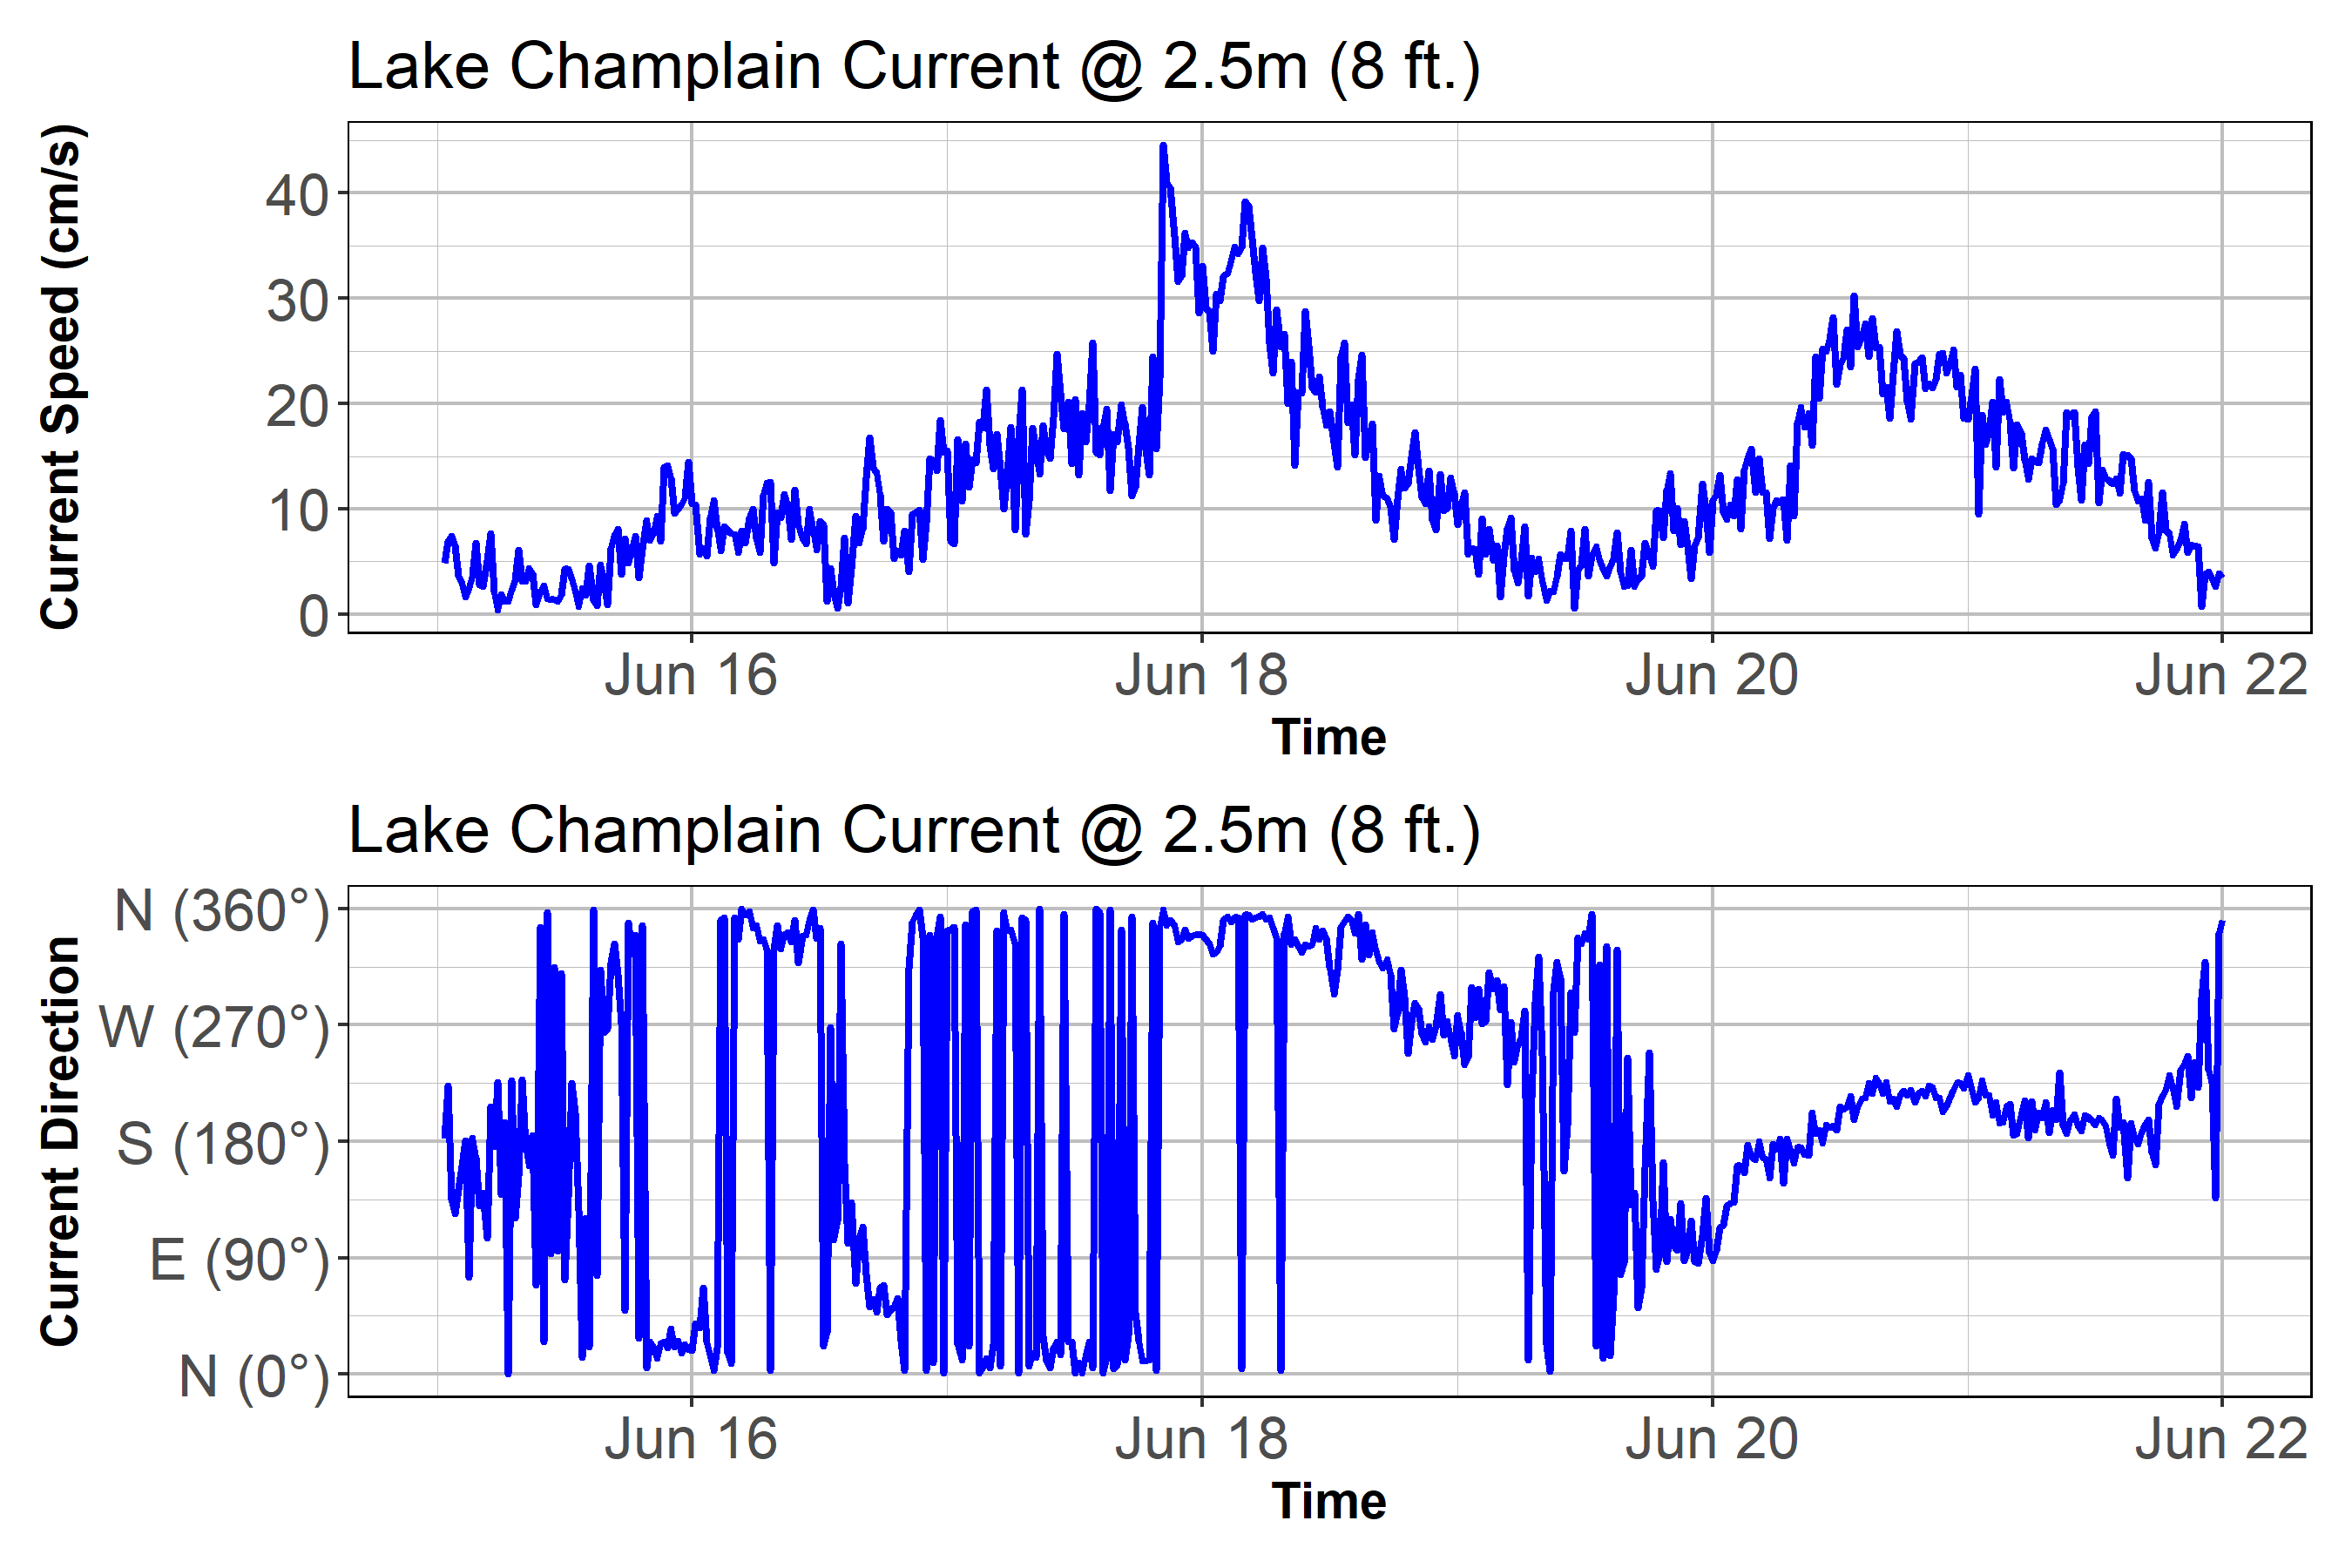 Lake Champlain Current @ 2.5m (8 ft.)
Current Speed (cm/s)
40
30
20
10
0
Jun 16 Jun 18 Jun 20 Jun 22
Time
Lake Champlain Current @ 2.5m (8 ft.)
Current Direction
N (360°)
W (270°)
S (180°)
E (90°)
N (0°)
Jun 16 Jun 18 Jun 20 Jun 22
Time